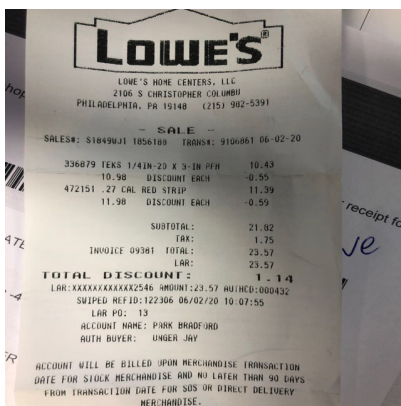 LOWE'S
LOWE'S HOME CENTERS, LLC
2106 S CHRISTOPHER COLUMBU
PHILADELPHIA, PA 19148 (215) 982-5391
- SALE -
SALES#: S1849WJ1 1856188 TRANS#: 9106861 06-02-20
336879 TEKS 1/4IN-20 X 3-IN PFH 10.43
10.98 DISCOUNT EACH -0.55
472151 .27 CAL RED STRIP 11.39
11.98 DISCOUNT EACH -0.59
SUBTOTAL: 21.82
TAX: 1.75
INVOICE 09381 TOTAL: 23.57
LAR: 23.57
TOTAL DISCOUNT: 1.14
LAR:XXXXXXXXXXXX2546 AMOUNT:23.57 AUTHCD:000432
SWIPED REFID:122306 06/02/20 10:07:55
LAR PO: 13
ACCOUNT NAME: PARK BRADFORD
AUTH BUYER: UNGER JAY
ACCOUNT WILL BE BILLED UPON MERCHANDISE TRANSACTION
DATE FOR STOCK MERCHANDISE AND NO LATER THAN 90 DAYS
FROM TRANSACTION DATE FOR SOS OR DIRECT DELIVERY
MERCHANDISE.
receipt fo